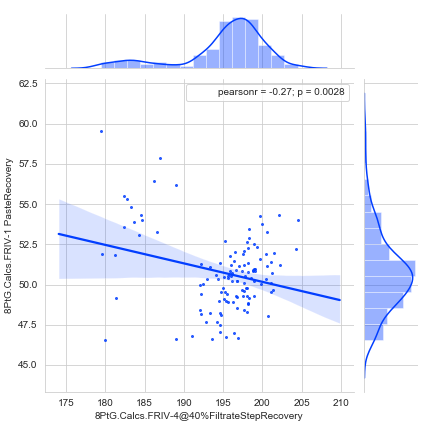 pearsonr = -0.27; p = 0.0028
62.5
60.0
57.5
55.0
52.5
50.0
47.5
45.0
8PtG.Calcs.FRIV-1 PasteRecovery
175 180 185 190 195 200 205 210
8PtG.Calcs.FRIV-4@40%FiltrateStepRecovery